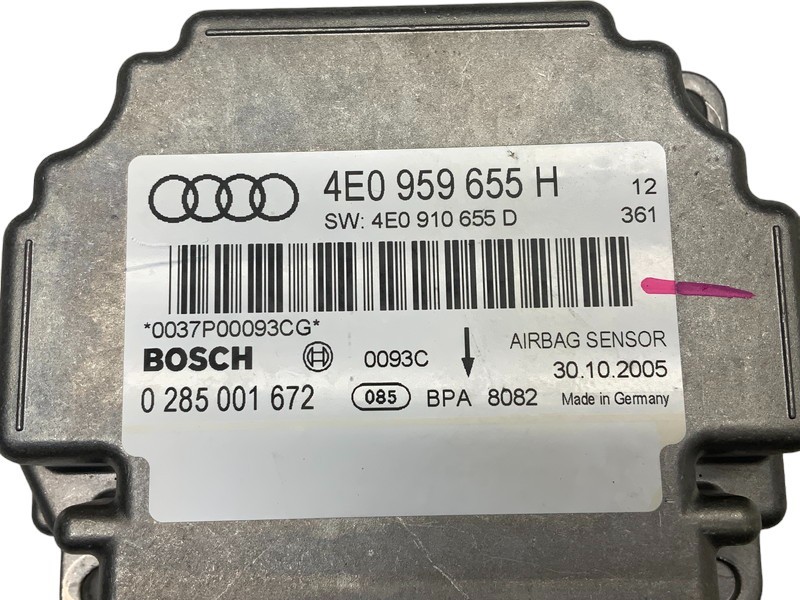 4E0 959 655 H 12
SW: 4E0 910 655 D 361
*0037P00093CG*
BOSCH 0093C AIRBAG SENSOR
30.10.2005
0 285 001 672 085 BPA 8082 Made in Germany